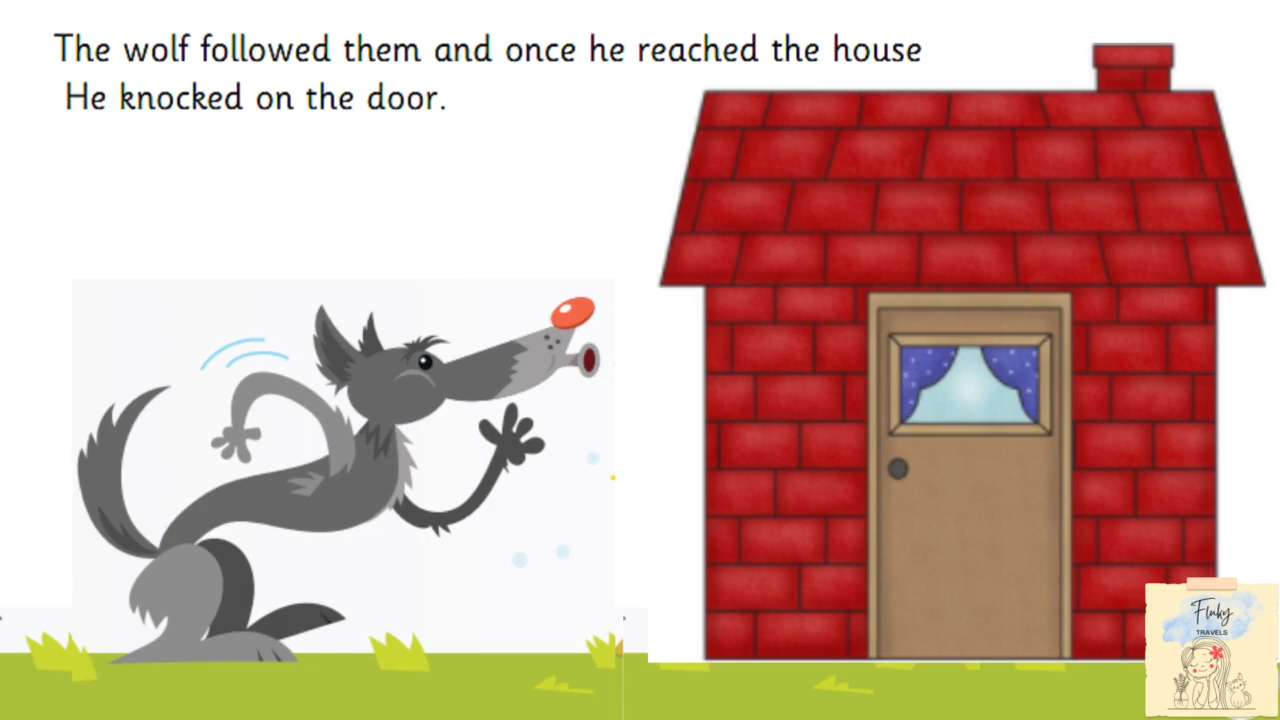 The wolf followed them and once he reached the house
He knocked on the door.
Fluky
TRAVELS